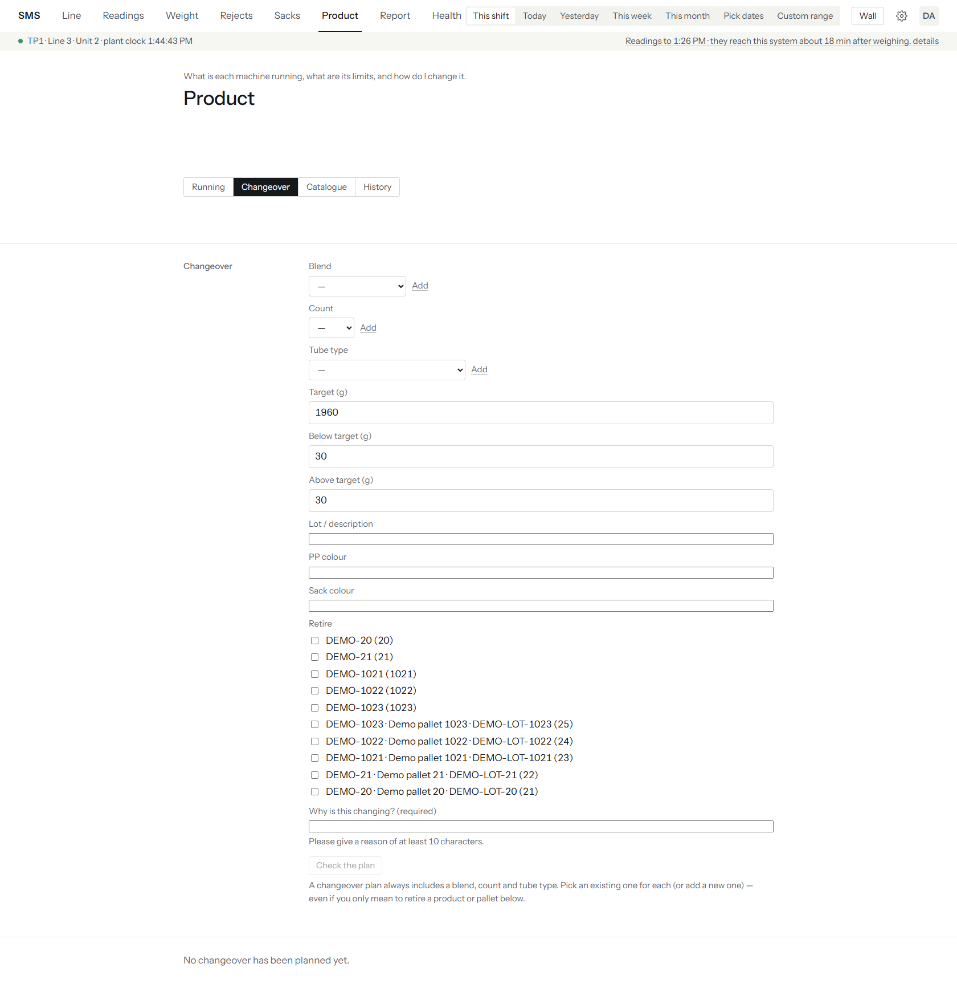 SMS Line Readings Weight Rejects Sacks Product Report Health This shift Today Yesterday This week This month Pick dates Custom range Wall DA
TP1 · Line 3 · Unit 2 · plant clock 1:44:43 PM
Readings to 1:26 PM · they reach this system about 18 min after weighing. details
What is each machine running, what are its limits, and how do I change it.
Product
Running Changeover Catalogue History
Changeover
Blend
— Add
Count
— Add
Tube type
— Add
Target (g)
1960
Below target (g)
30
Above target (g)
30
Lot / description
PP colour
Sack colour
Retire
DEMO-20 (20)
DEMO-21 (21)
DEMO-1021 (1021)
DEMO-1022 (1022)
DEMO-1023 (1023)
DEMO-1023 · Demo pallet 1023 · DEMO-LOT-1023 (25)
DEMO-1022 · Demo pallet 1022 · DEMO-LOT-1022 (24)
DEMO-1021 · Demo pallet 1021 · DEMO-LOT-1021 (23)
DEMO-21 · Demo pallet 21 · DEMO-LOT-21 (22)
DEMO-20 · Demo pallet 20 · DEMO-LOT-20 (21)
Why is this changing? (required)
Please give a reason of at least 10 characters.
Check the plan
A changeover plan always includes a blend, count and tube type. Pick an existing one for each (or add a new one) —
even if you only mean to retire a product or pallet below.
No changeover has been planned yet.